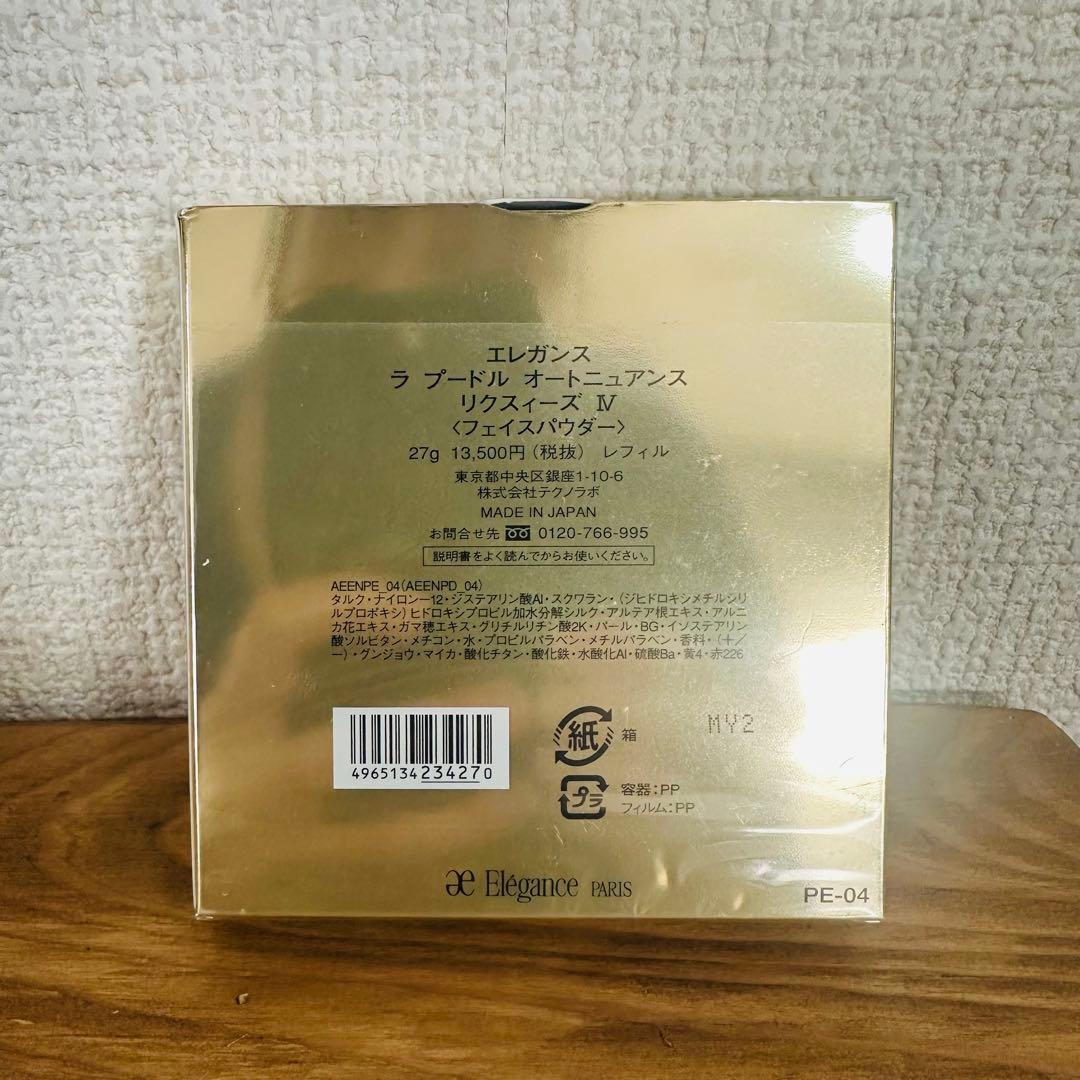 エレガンス
ラ プードル オートニュアンス
リクスィーズ Ⅳ
〈フェイスパウダー〉
27g 13,500円(税抜) レフィル
東京都中央区銀座1-10-6
株式会社テクノラボ
MADE IN JAPAN
お問合せ先 0120-766-995
説明書をよく読んでからお使いください。
AEENPE_04(AEENPD_04)
タルク・ナイロン-12・ジステアリン酸Al・スクワラン・(ジヒドロキシメチルシリ
ルプロポキシ)ヒドロキシプロピル加水分解シルク・アルテア根エキス・アルニ
カ花エキス・ガマ穂エキス・グリチルリチン酸2K・パール・BG・イソステアリン
酸ソルビタン・メチコン・水・プロピルパラベン・メチルパラベン・香料・(+/
-)・グンジョウ・マイカ・酸化チタン・酸化鉄・水酸化Al・硫酸Ba・黄4・赤226
4965134234270
紙 箱
MY2
プラ 容器:PP
フィルム:PP
æ Elégance PARIS
PE-04